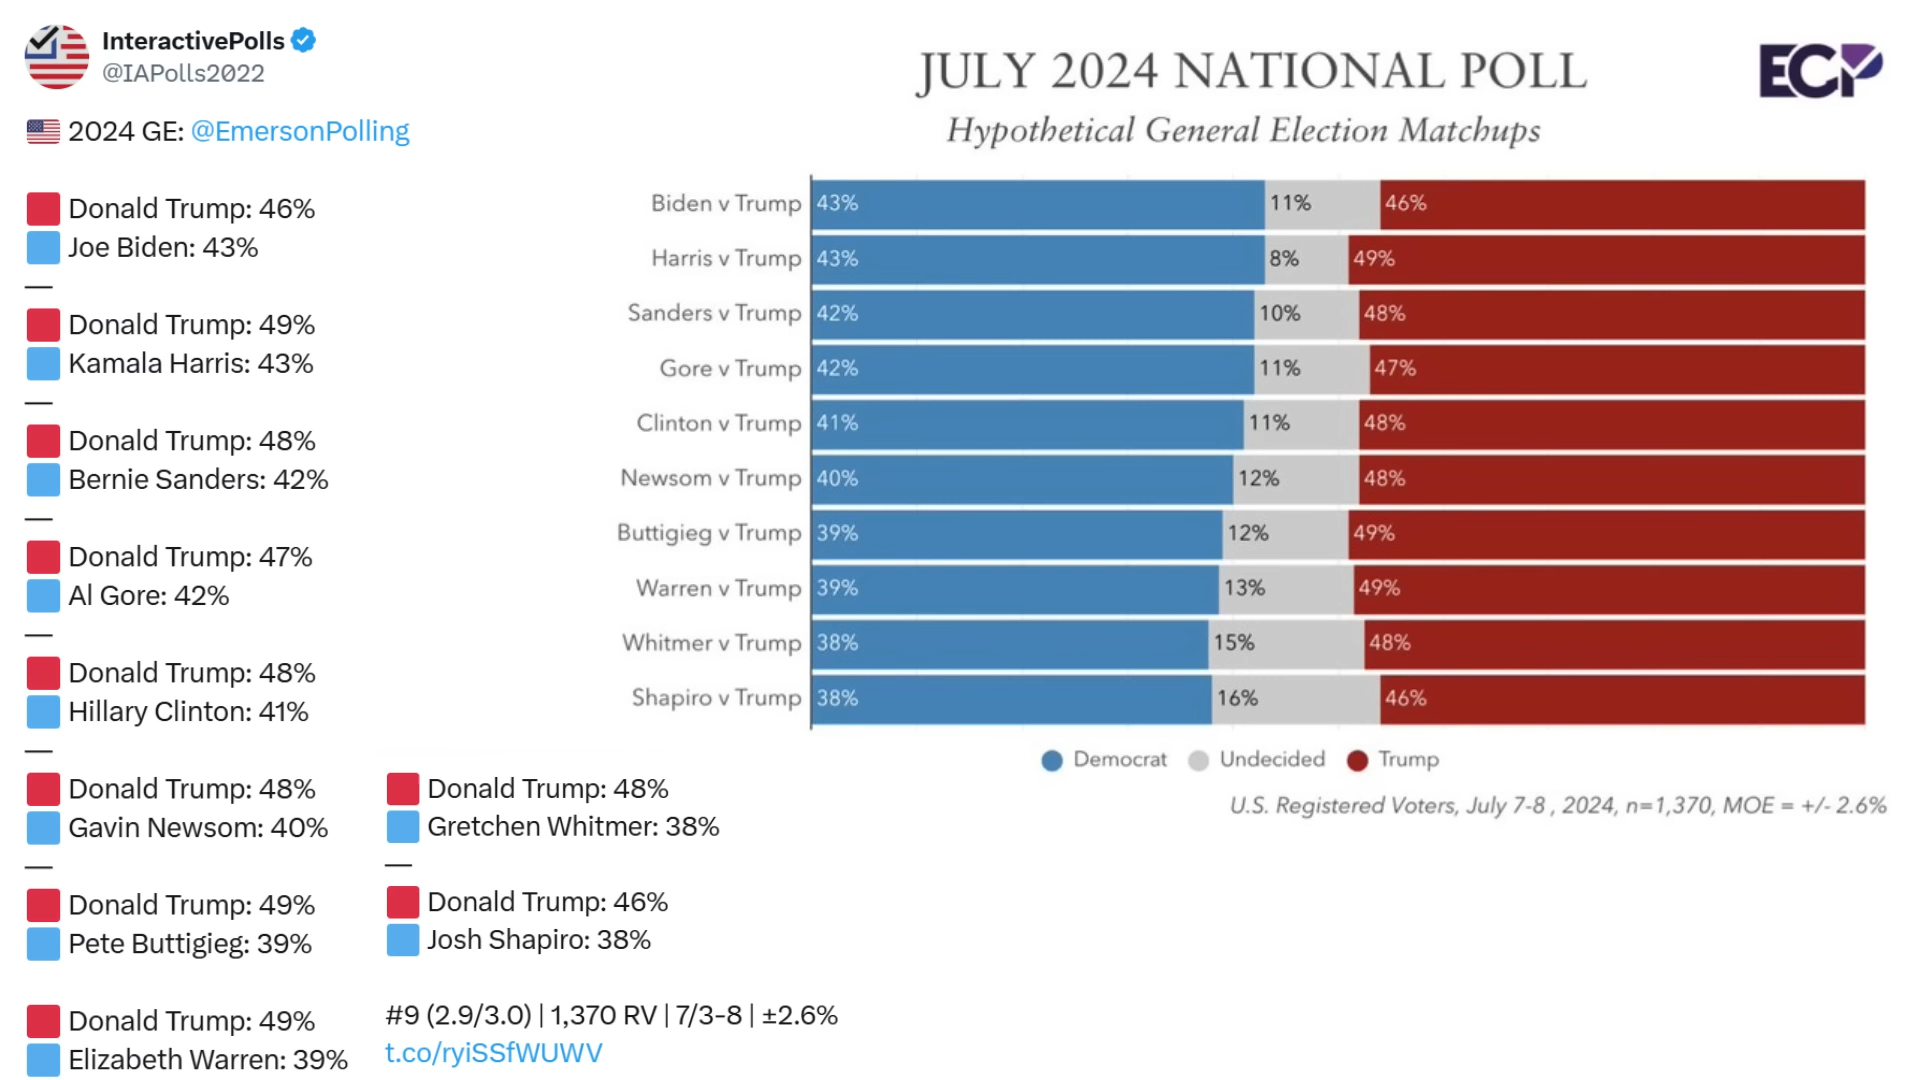 InteractivePolls
@IAPolls2022
2024 GE: @EmersonPolling
Donald Trump: 46%
Joe Biden: 43%
—
Donald Trump: 49%
Kamala Harris: 43%
—
Donald Trump: 48%
Bernie Sanders: 42%
—
Donald Trump: 47%
Al Gore: 42%
—
Donald Trump: 48%
Hillary Clinton: 41%
—
Donald Trump: 48%
Gavin Newsom: 40%
—
Donald Trump: 49%
Pete Buttigieg: 39%
Donald Trump: 49%
Elizabeth Warren: 39%
Donald Trump: 48%
Gretchen Whitmer: 38%
—
Donald Trump: 46%
Josh Shapiro: 38%
#9 (2.9/3.0) | 1,370 RV | 7/3-8 | ±2.6%
t.co/ryiSSfWUWV
JULY 2024 NATIONAL POLL
ECP
Hypothetical General Election Matchups
Biden v Trump 43% 11% 46%
Harris v Trump 43% 8% 49%
Sanders v Trump 42% 10% 48%
Gore v Trump 42% 11% 47%
Clinton v Trump 41% 11% 48%
Newsom v Trump 40% 12% 48%
Buttigieg v Trump 39% 12% 49%
Warren v Trump 39% 13% 49%
Whitmer v Trump 38% 15% 48%
Shapiro v Trump 38% 16% 46%
Democrat Undecided Trump
U.S. Registered Voters, July 7-8 , 2024, n=1,370, MOE = +/- 2.6%